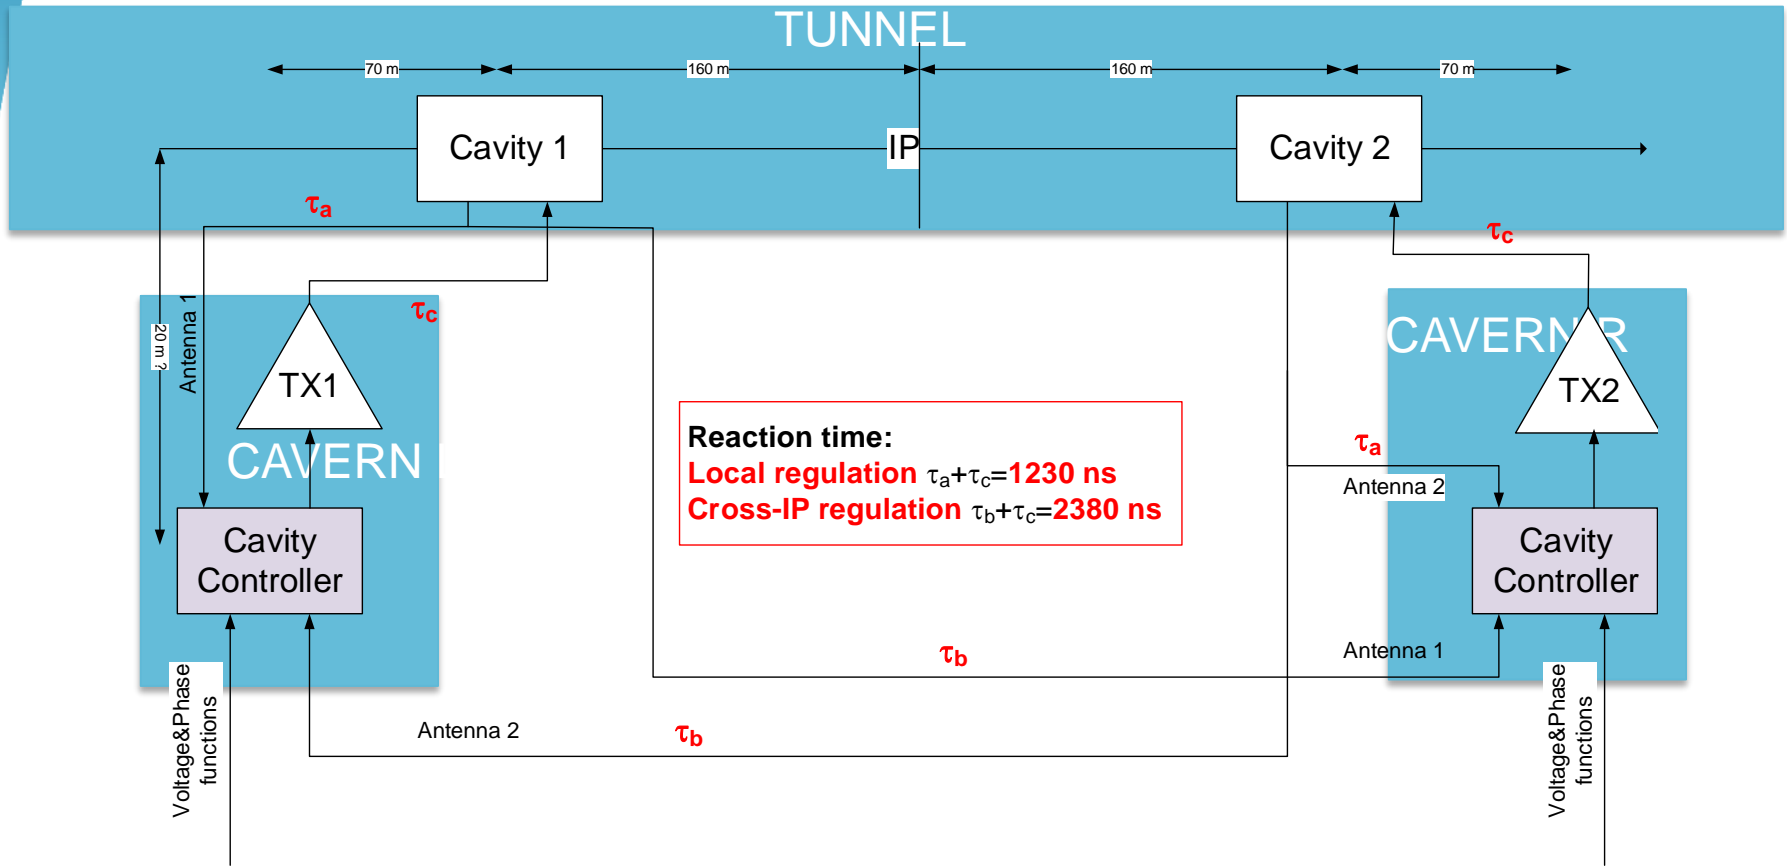 TUNNEL
70 m
160 m
160 m
70 m
Cavity 1
IP
Cavity 2
τa
τc
τc
20 m ?
Antenna 1
TX1
CAVERN
CAVERN R
TX2
Reaction time:
Local regulation τa+τc=1230 ns
Cross-IP regulation τb+τc=2380 ns
τa
Antenna 2
Cavity
Controller
Cavity
Controller
τb
Antenna 1
Voltage&Phase
functions
Antenna 2
τb
Voltage&Phase
functions